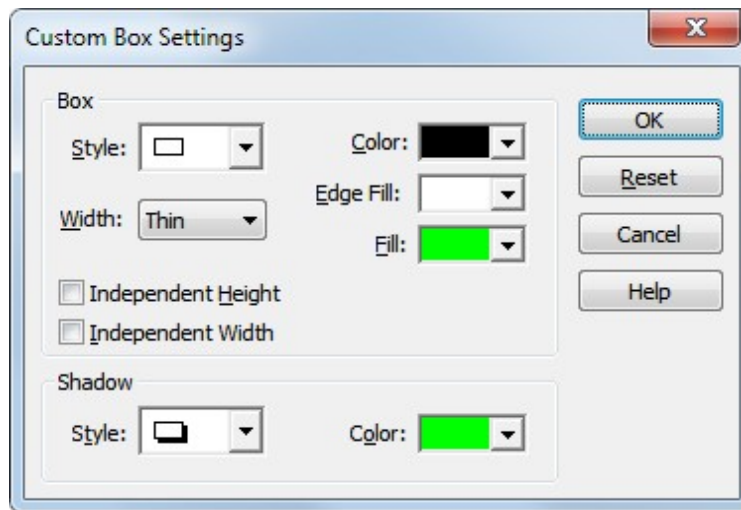 Custom Box Settings
Box
Style:
Color:
Width: Thin
Edge Fill:
Fill:
Independent Height
Independent Width
Shadow
Style:
Color:
OK
Reset
Cancel
Help